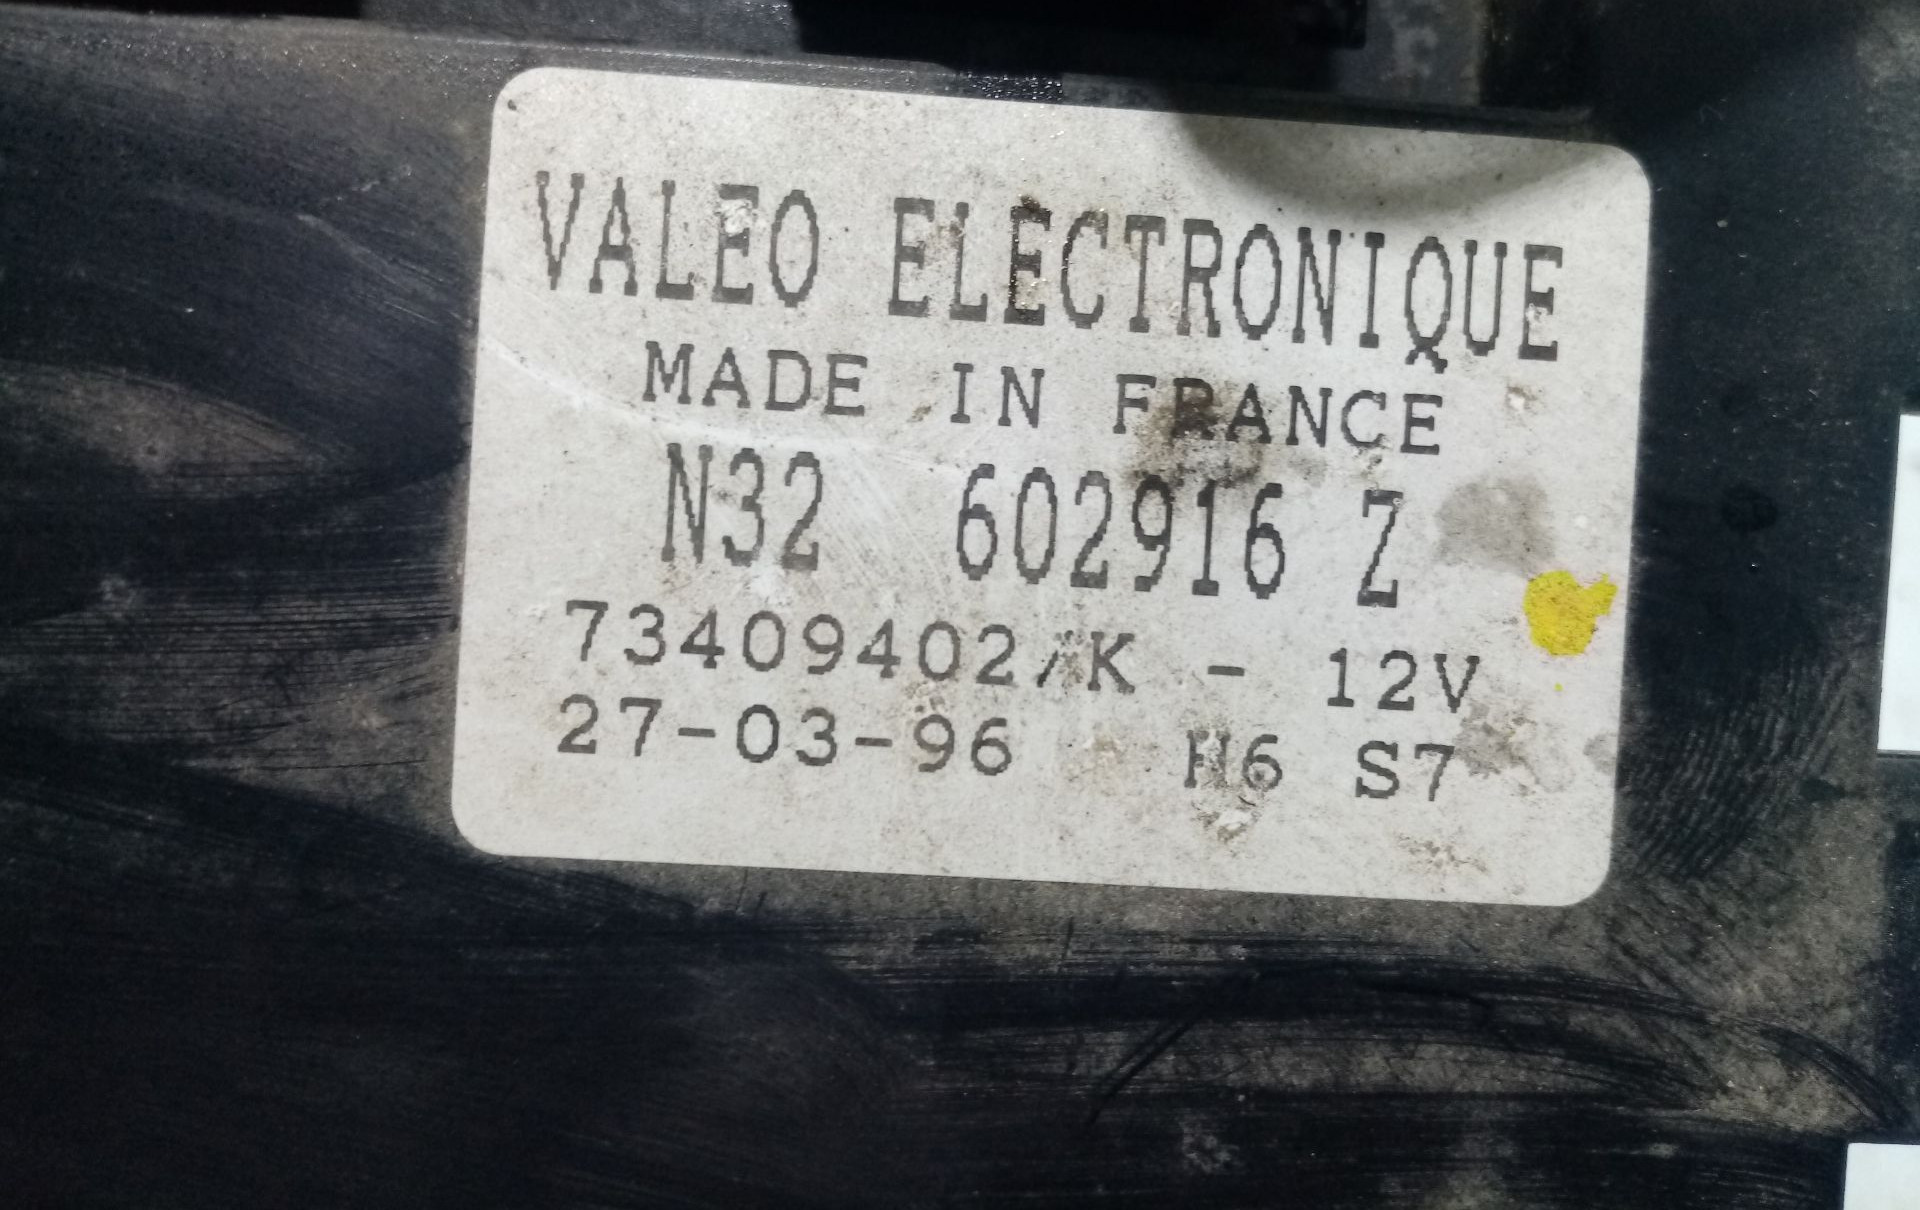 VALEO ELECTRONIQUE
MADE IN FRANCE
N32 602916 Z
73409402/K - 12V
27-03-96 H6 S7